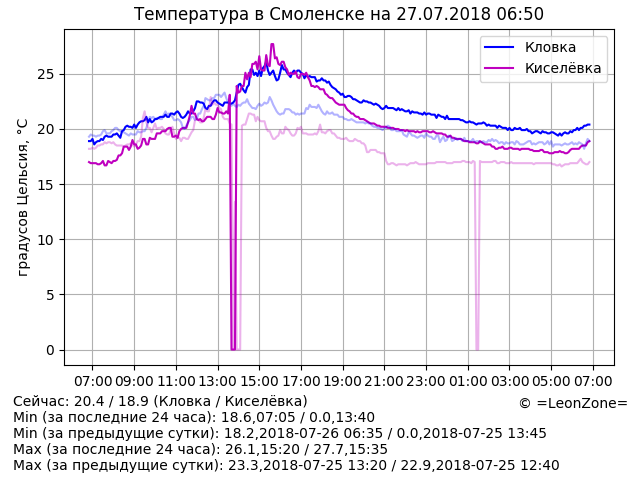 Температура в Смоленске на 27.07.2018 06:50
Кловка
Киселёвка
градусов Цельсия, °C
25
20
15
10
5
0
07:00 09:00 11:00 13:00 15:00 17:00 19:00 21:00 23:00 01:00 03:00 05:00 07:00
Сейчас: 20.4 / 18.9 (Кловка / Киселёвка)
© =LeonZone=
Min (за последние 24 часа): 18.6,07:05 / 0.0,13:40
Min (за предыдущие сутки): 18.2,2018-07-26 06:35 / 0.0,2018-07-25 13:45
Max (за последние 24 часа): 26.1,15:20 / 27.7,15:35
Max (за предыдущие сутки): 23.3,2018-07-25 13:20 / 22.9,2018-07-25 12:40